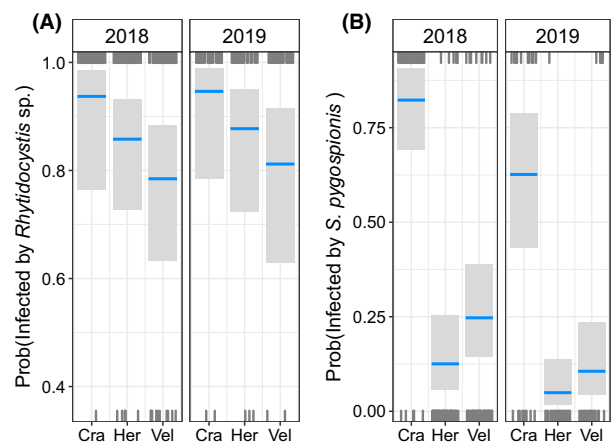 (A)
2018
2019
Prob(Infected by Rhytidocystis sp.)
1.0
0.8
0.6
0.4
Cra Her Vel
Cra Her Vel
(B)
2018
2019
Prob(Infected by S. pygospionis )
0.75
0.50
0.25
0.00
Cra Her Vel
Cra Her Vel